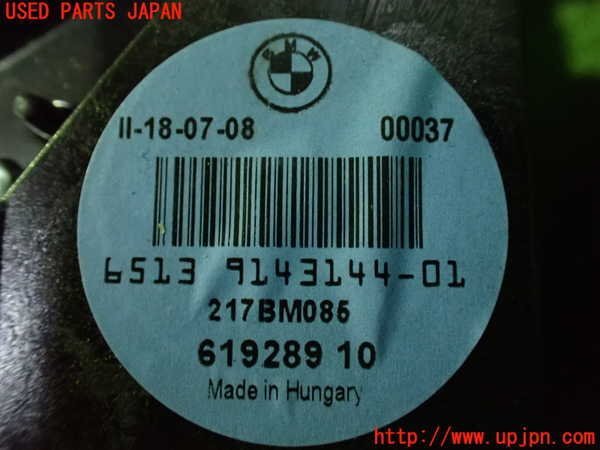 USED PARTS JAPAN
BMW
II-18-07-08 00037
6513 9143144-01
217BM085
619289 10
Made in Hungary
http://www.upjpn.com